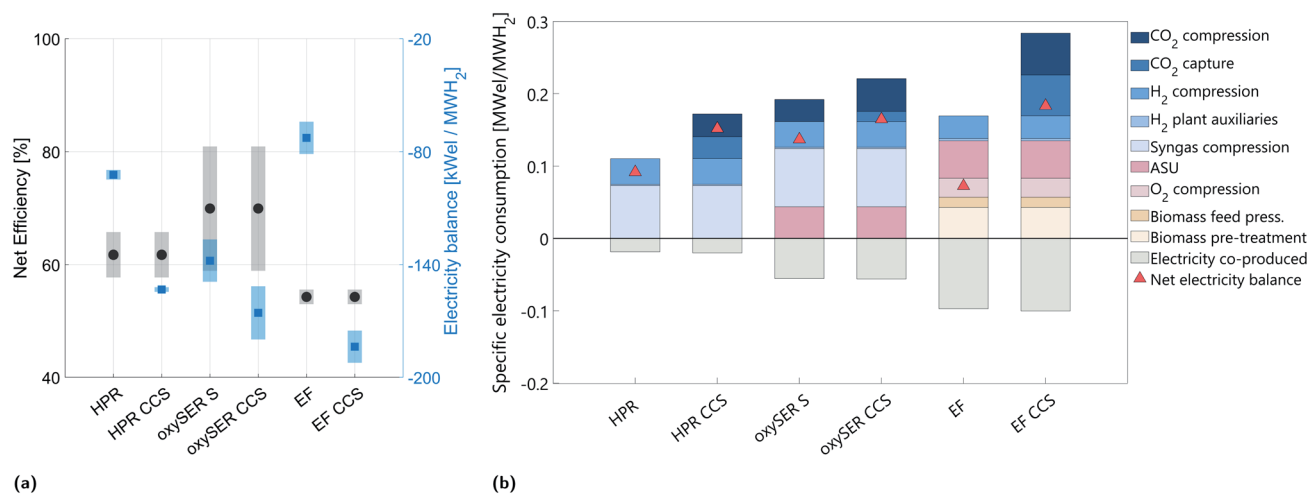 100
80
60
40
Net Efficiency [%]
-20
-80
-140
-200
Electricity balance [kWel / MWH₂]
HPR
HPR CCS
oxySER S
oxySER CCS
EF
EF CCS
(a)
0.3
0.2
0.1
0
-0.1
-0.2
Specific electricity consumption [MWel/MWH₂]
HPR
HPR CCS
oxySER S
oxySER CCS
EF
EF CCS
CO₂ compression
CO₂ capture
H₂ compression
H₂ plant auxiliaries
Syngas compression
ASU
O₂ compression
Biomass feed press.
Biomass pre-treatment
Electricity co-produced
Net electricity balance
(b)